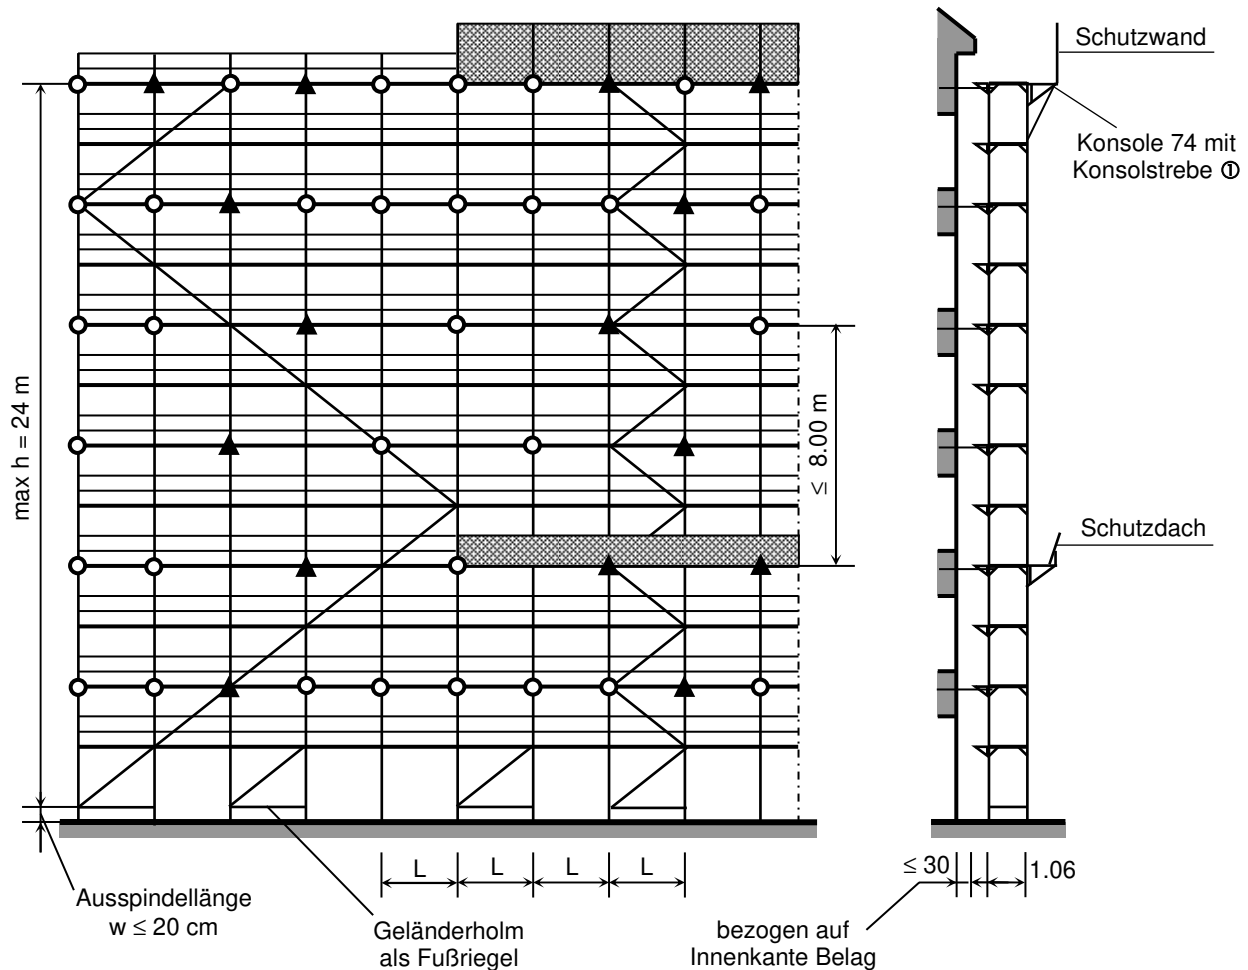 Schutzwand
Konsole 74 mit
Konsolstrebe ①
max h = 24 m
≤ 8.00 m
Schutzdach
L L L L
≤ 30
1.06
Ausspindellänge
w ≤ 20 cm
Geländerholm
als Fußriegel
bezogen auf
Innenkante Belag